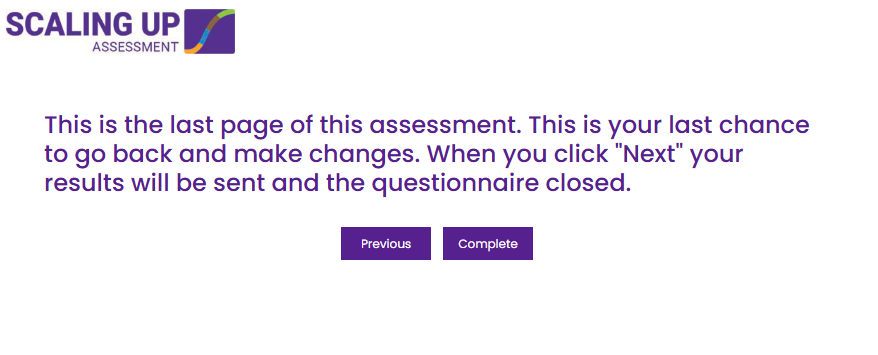 SCALING UP
ASSESSMENT
This is the last page of this assessment. This is your last chance
to go back and make changes. When you click "Next" your
results will be sent and the questionnaire closed.
Previous Complete